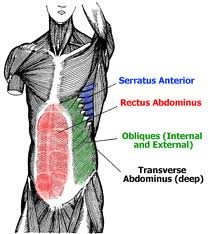 Serratus Anterior
Rectus Abdominus
Obliques (Internal
and External)
Transverse
Abdominus (deep)